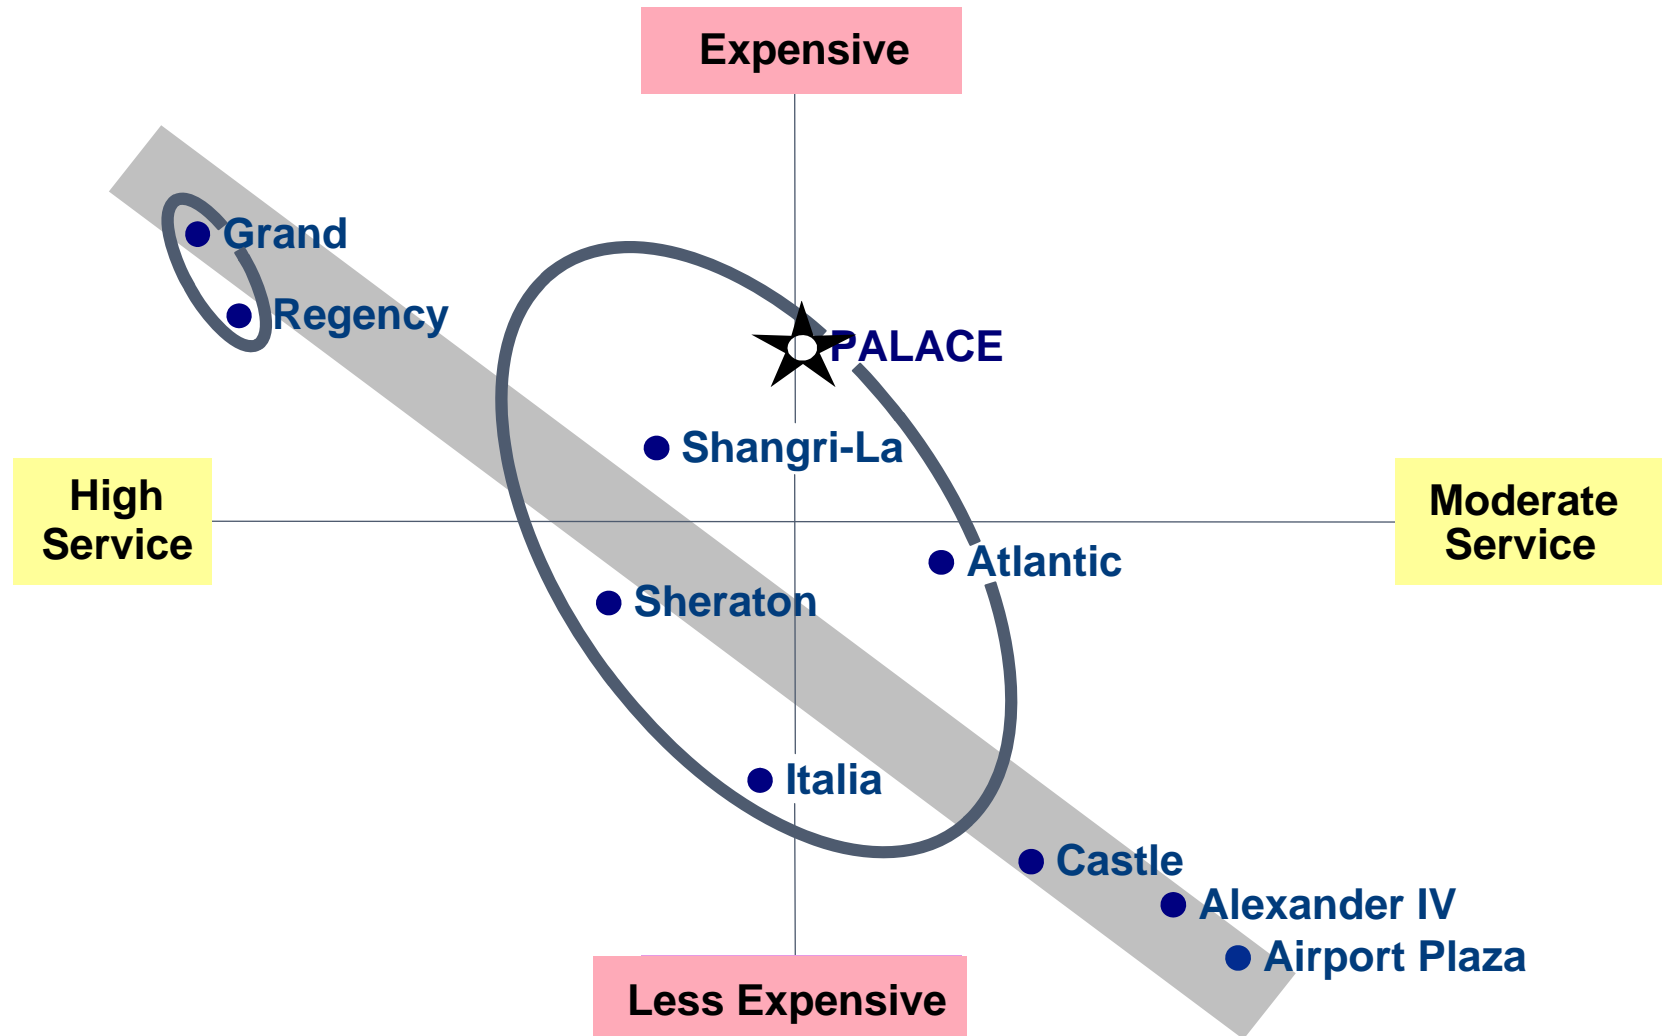 Expensive
Grand
Regency
PALACE
Shangri-La
High
Service
Moderate
Service
Atlantic
Sheraton
Italia
Castle
Alexander IV
Airport Plaza
Less Expensive